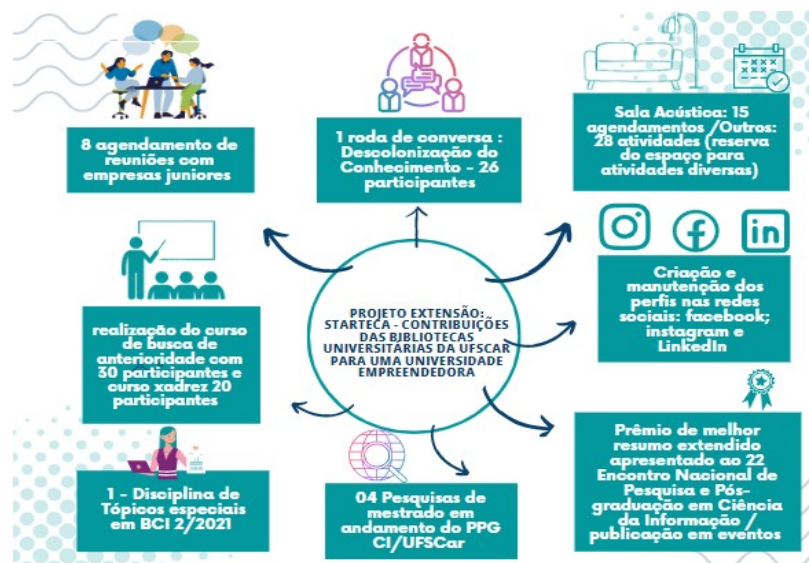 8 agendamento de
reuniões com
empresas juniores
1 roda de conversa :
Descolonização do
Conhecimento - 26
participantes
Sala Acústica: 15
agendamentos /Outros:
28 atividades (reserva
do espaço para
atividades diversas)
realização do curso
de busca de
anterioridade com
30 participantes e
curso xadrez 20
participantes
PROJETO EXTENSÃO:
STARTECA - CONTRIBUIÇÕES
DAS BIBLIOTECAS
UNIVERSITÁRIAS DA UFSCAR
PARA UMA UNIVERSIDADE
EMPREENDEDORA
in
Criação e
manutenção dos
perfis nas redes
sociais: facebook;
instagram e
LinkedIn
1 - Disciplina de
Tópicos especiais
em BCI 2/2021
04 Pesquisas de
mestrado em
andamento do PPG
CI/UFSCar
Prêmio de melhor
resumo extendido
apresentado ao 22
Encontro Nacional de
Pesquisa e Pós-
graduação em Ciência
da Informação /
publicação em eventos